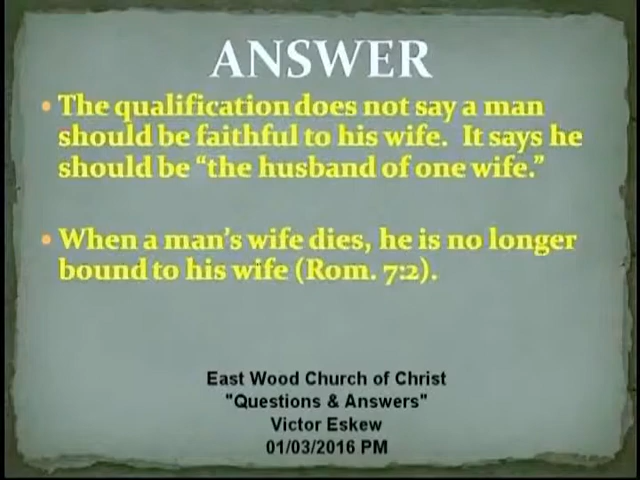 ANSWER
• The qualification does not say a man
should be faithful to his wife.  It says he
should be “the husband of one wife.”
• When a man’s wife dies, he is no longer
bound to his wife (Rom. 7:2).
East Wood Church of Christ
"Questions & Answers"
Victor Eskew
01/03/2016 PM